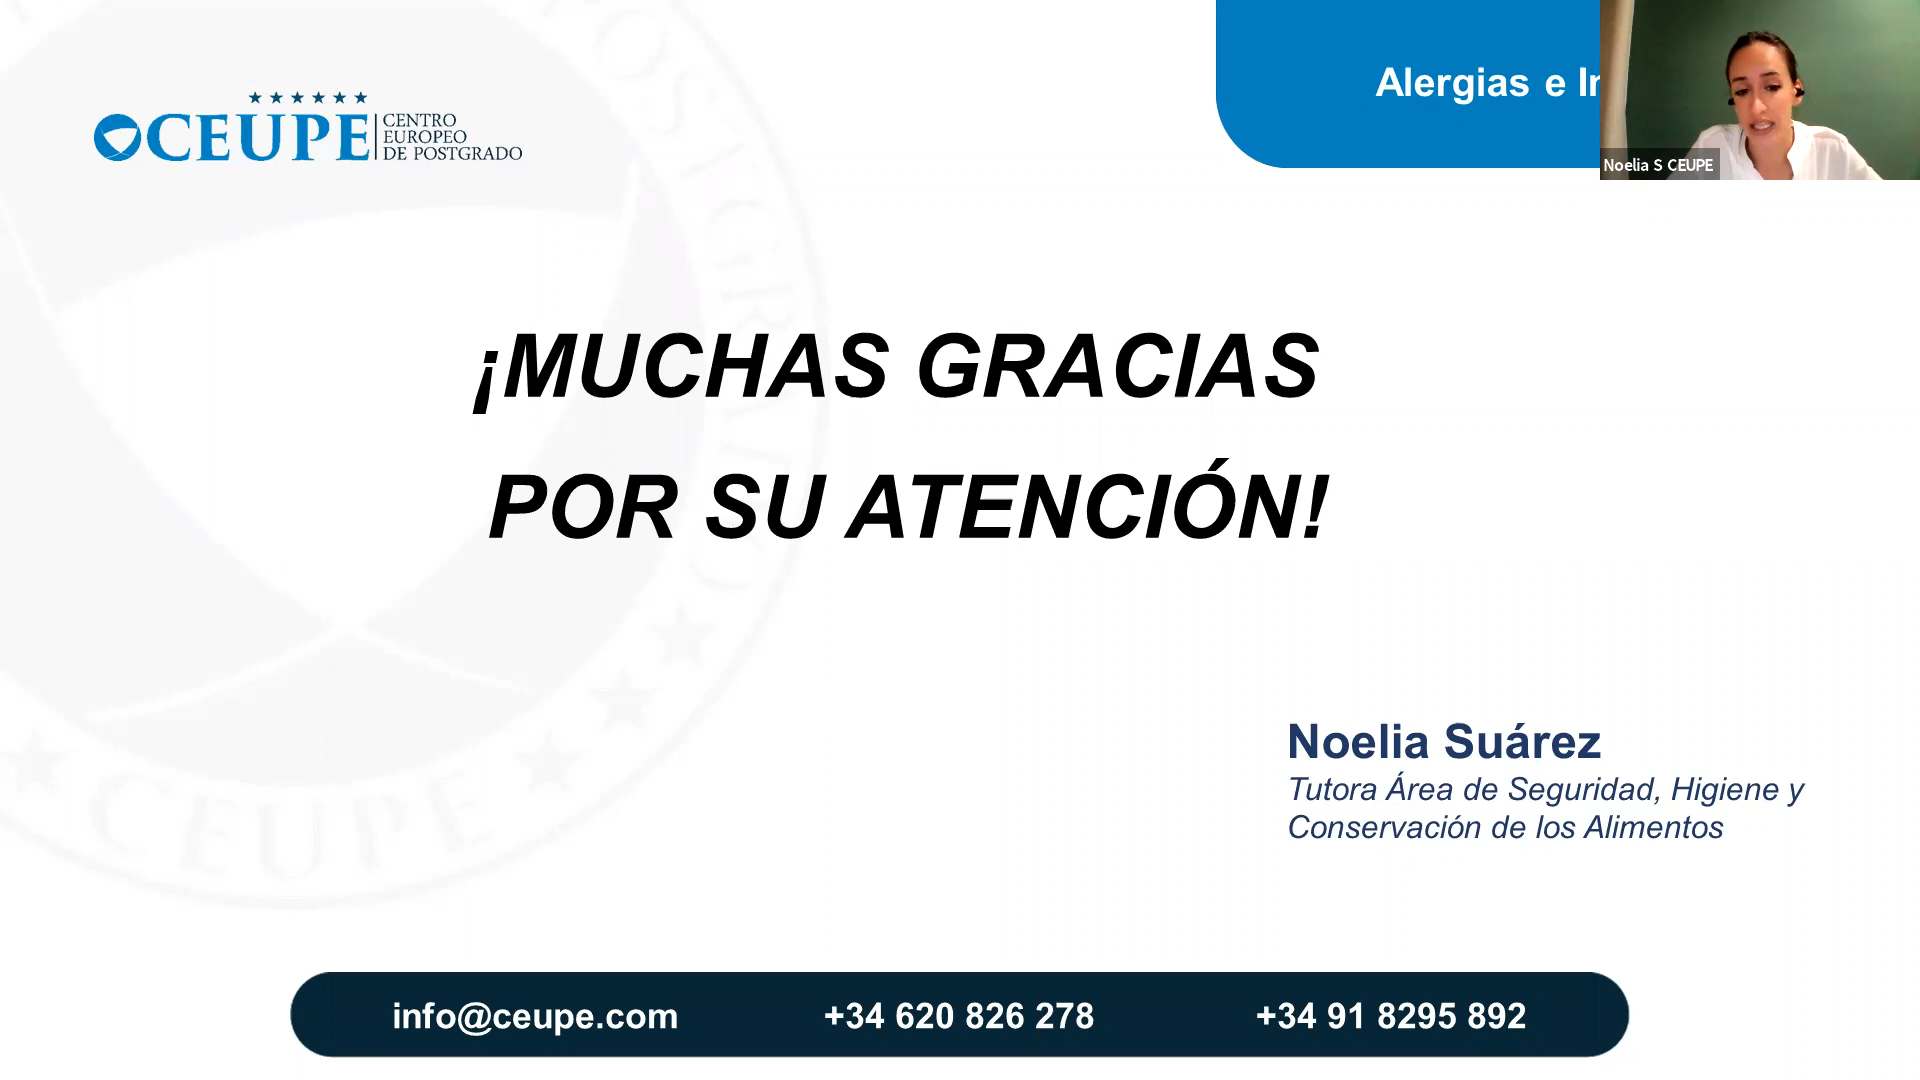 CEUPE
CENTRO
EUROPEO
DE POSTGRADO
Alergias e
Noelia S CEUPE
¡MUCHAS GRACIAS
POR SU ATENCIÓN!
Noelia Suárez
Tutora Área de Seguridad, Higiene y
Conservación de los Alimentos
CEUPE
info@ceupe.com
+34 620 826 278
+34 91 8295 892